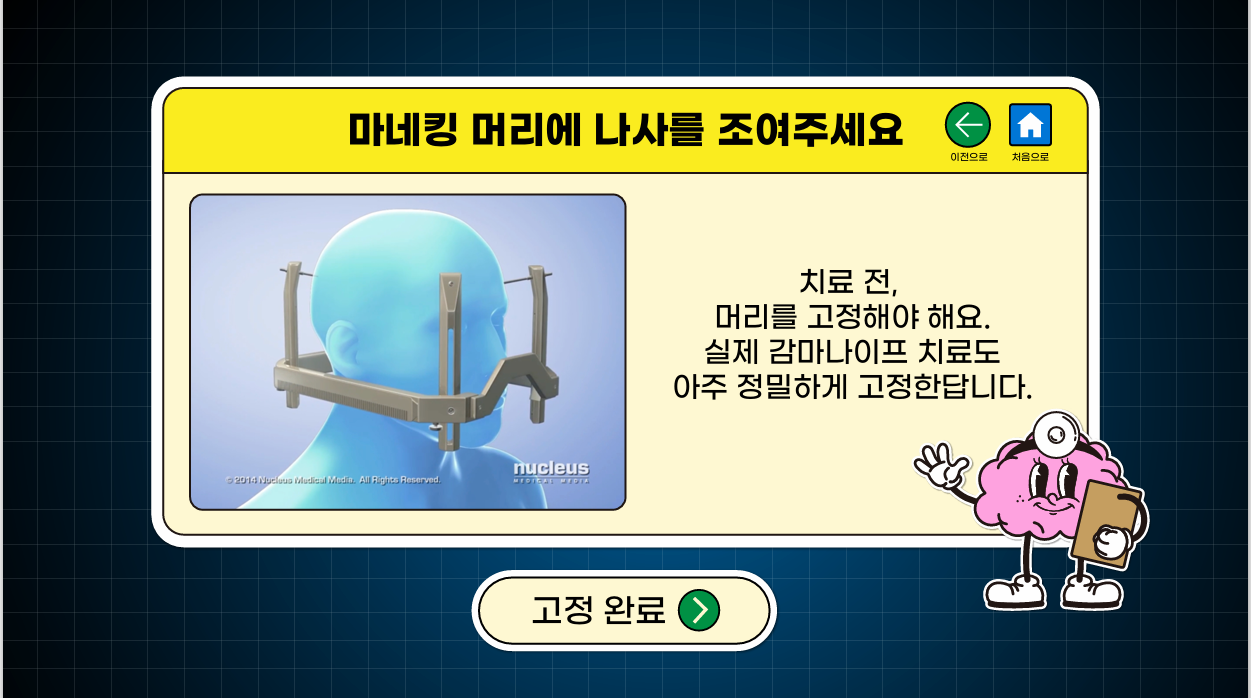 마네킹 머리에 나사를 조여주세요
이전으로
처음으로
치료 전,
머리를 고정해야 해요.
실제 감마나이프 치료도
아주 정밀하게 고정한답니다.
nucleus
MEDICAL MEDIA
© 2014 Nucleus Medical Media. All Rights Reserved.
고정 완료